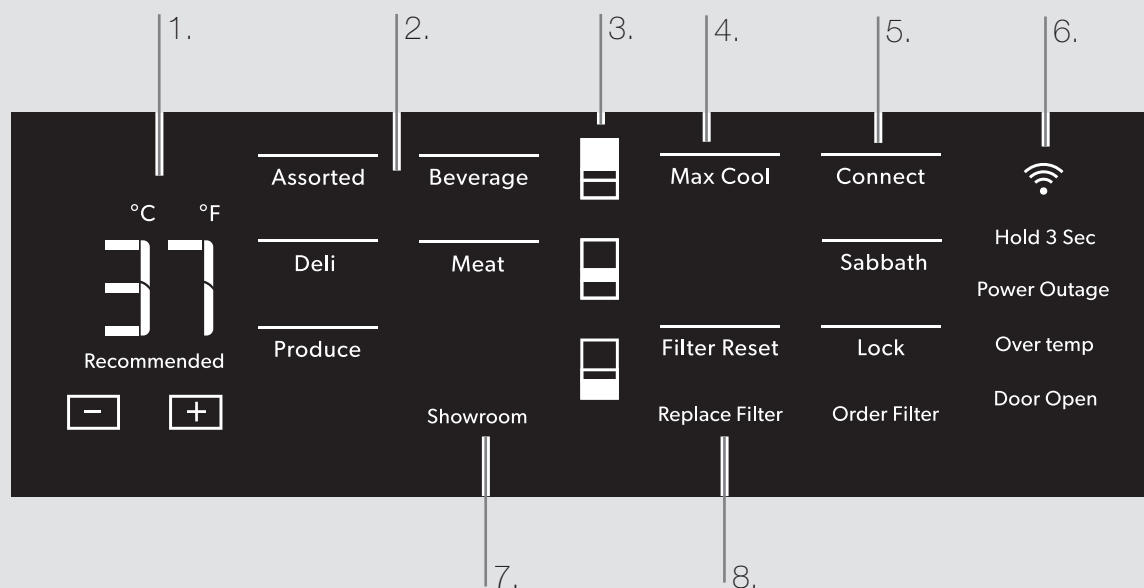 1. 2. 3. 4. 5. 6.
Assorted Beverage Max Cool Connect
°C °F
37
Hold 3 Sec
Deli Meat Sabbath
Power Outage
Produce Filter Reset Lock Over temp
Recommended
- +
Showroom Replace Filter Order Filter Door Open
7. 8.